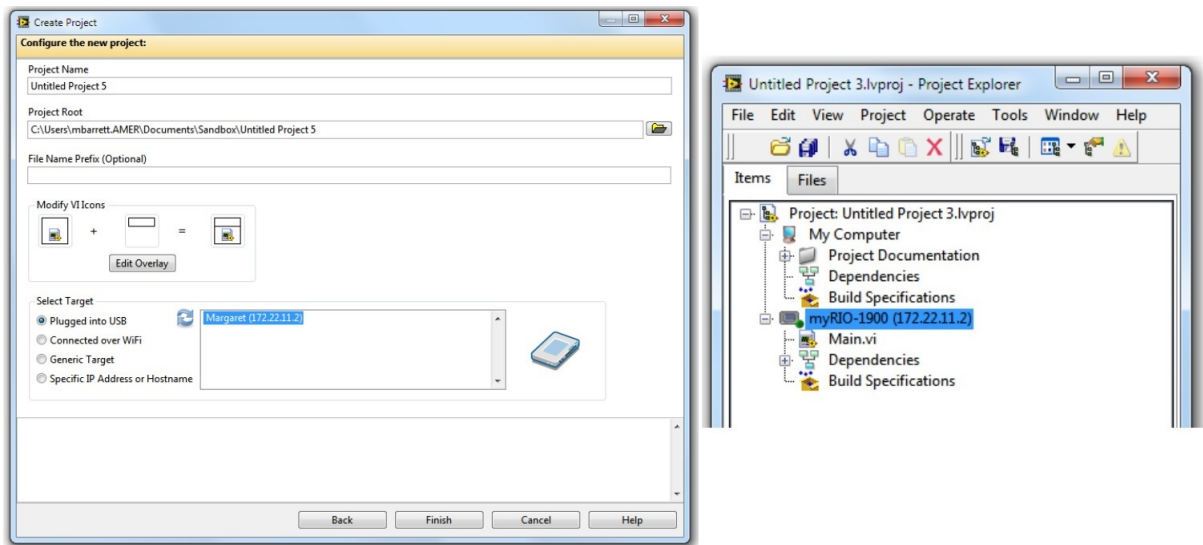 Create Project
Configure the new project:
Project Name
Untitled Project 5
Project Root
C:\Users\mbarrett.AMER\Documents\Sandbox\Untitled Project 5
File Name Prefix (Optional)
Modify VI Icons
+ =
Edit Overlay
Select Target
Plugged into USB
Connected over WiFi
Generic Target
Specific IP Address or Hostname
Margaret (172.22.11.2)
Back Finish Cancel Help
Untitled Project 3.lvproj - Project Explorer
File Edit View Project Operate Tools Window Help
Items Files
Project: Untitled Project 3.lvproj
My Computer
Project Documentation
Dependencies
Build Specifications
myRIO-1900 (172.22.11.2)
Main.vi
Dependencies
Build Specifications